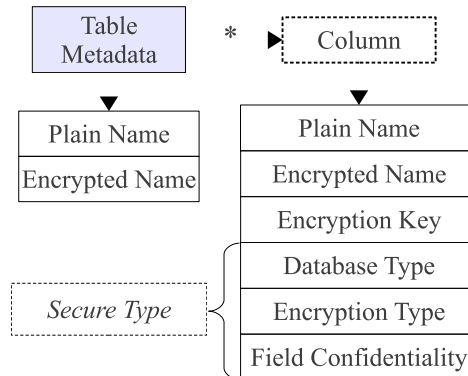 Table
Metadata
*
Column
Plain Name
Encrypted Name
Plain Name
Encrypted Name
Encryption Key
Database Type
Encryption Type
Field Confidentiality
Secure Type